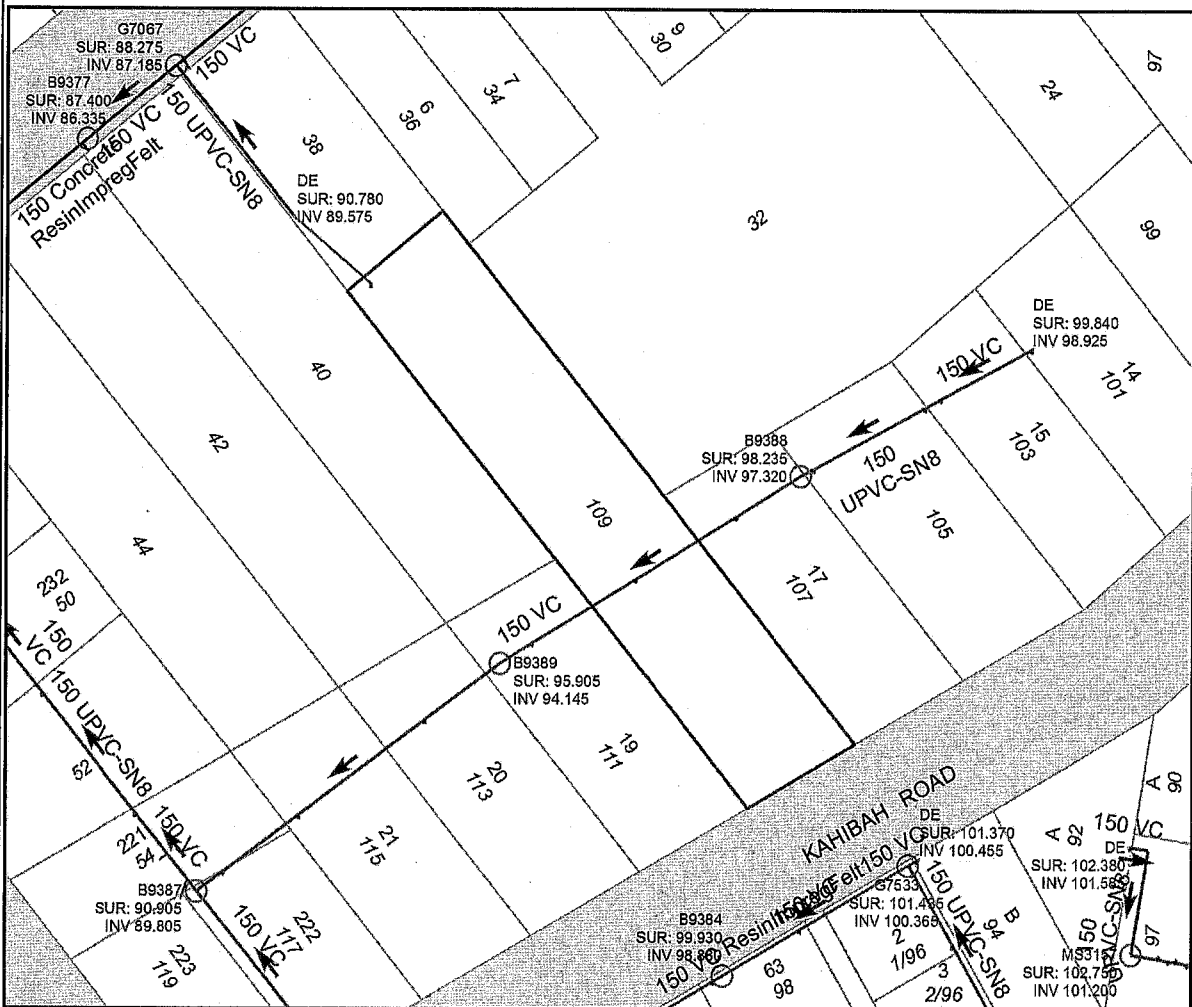 G7067
SUR: 88.275
INV 87.185
150 VC
B9377
SUR: 87.400
INV 86.335
150 VC
150 Concrete
ResinImpregFelt
150 UPVC-SN8
38
6
36
7
34
9
30
24
97
DE
SUR: 90.780
INV 89.575
32
99
40
42
44
DE
SUR: 99.840
INV 98.925
150 VC
14
101
15
103
B9388
SUR: 98.235
INV 97.320
150
UPVC-SN8
105
109
17
107
232
50
150
VC
150 UPVC-SN8
52
150 VC
B9389
SUR: 95.905
INV 94.145
19
111
20
113
21
115
221
54
150 VC
B9387
SUR: 90.905
INV 89.805
150 VC
222
117
223
119
KAHIBAH ROAD
DE
SUR: 101.370
INV 100.455
G7533
SUR: 101.435
INV 100.365
150 VC
150 UPVC-SN8
B9384
SUR: 99.930
150 VC
63
98
2
1/96
3
2/96
B
94
A
92
A
90
150 VC
DE
SUR: 102.380
150
97
SUR: 102.750
INV 101.200